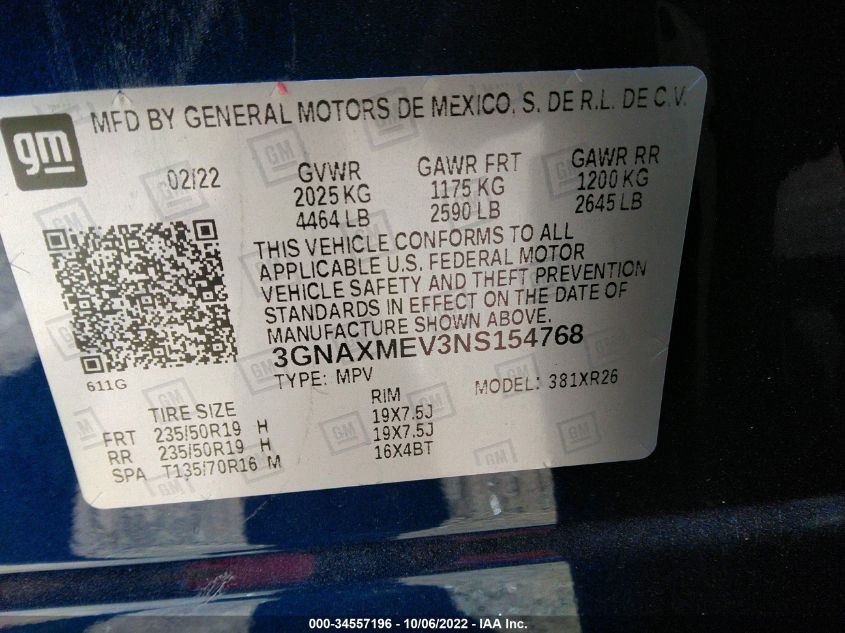 gm
MFD BY GENERAL MOTORS DE MEXICO, S. DE R.L. DE C.V.
02/22
GVWR
2025 KG
4464 LB
GAWR FRT
1175 KG
2590 LB
GAWR RR
1200 KG
2645 LB
THIS VEHICLE CONFORMS TO ALL
APPLICABLE U.S. FEDERAL MOTOR
VEHICLE SAFETY AND THEFT PREVENTION
STANDARDS IN EFFECT ON THE DATE OF
MANUFACTURE SHOWN ABOVE.
3GNAXMEV3NS154768
611G
TYPE: MPV
MODEL: 381XR26
TIRE SIZE
RIM
FRT 235/50R19 H 19X7.5J
RR 235/50R19 H 19X7.5J
SPA T135/70R16 M 16X4BT
000-34557196 - 10/06/2022 - IAA Inc.